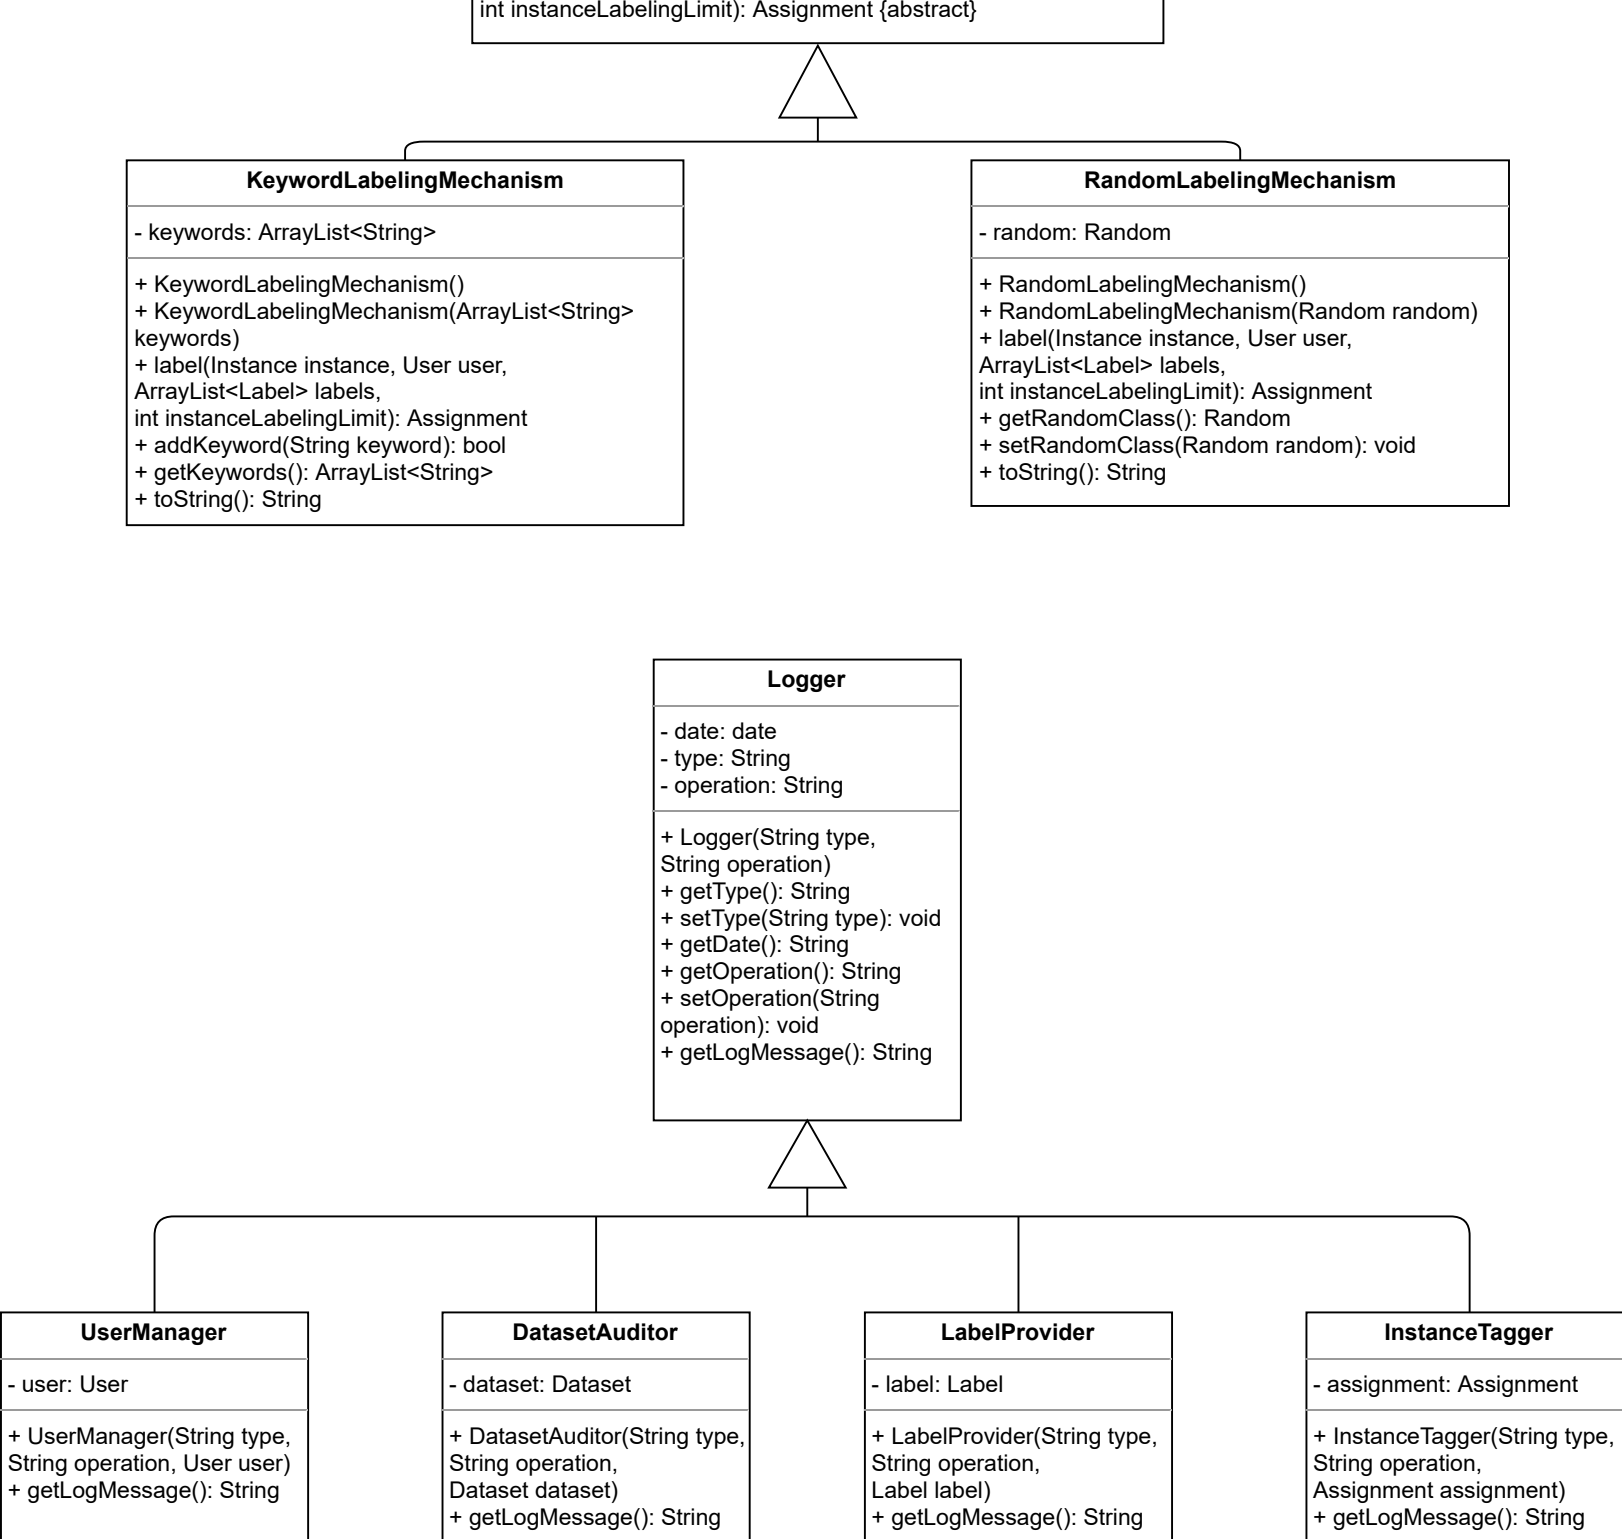 int instanceLabelingLimit): Assignment {abstract}
KeywordLabelingMechanism
- keywords: ArrayList<String>
+ KeywordLabelingMechanism()
+ KeywordLabelingMechanism(ArrayList<String>
keywords)
+ label(Instance instance, User user,
ArrayList<Label> labels,
int instanceLabelingLimit): Assignment
+ addKeyword(String keyword): bool
+ getKeywords(): ArrayList<String>
+ toString(): String
RandomLabelingMechanism
- random: Random
+ RandomLabelingMechanism()
+ RandomLabelingMechanism(Random random)
+ label(Instance instance, User user,
ArrayList<Label> labels,
int instanceLabelingLimit): Assignment
+ getRandomClass(): Random
+ setRandomClass(Random random): void
+ toString(): String
Logger
- date: date
- type: String
- operation: String
+ Logger(String type,
String operation)
+ getType(): String
+ setType(String type): void
+ getDate(): String
+ getOperation(): String
+ setOperation(String
operation): void
+ getLogMessage(): String
UserManager
- user: User
+ UserManager(String type,
String operation, User user)
+ getLogMessage(): String
DatasetAuditor
- dataset: Dataset
+ DatasetAuditor(String type,
String operation,
Dataset dataset)
+ getLogMessage(): String
LabelProvider
- label: Label
+ LabelProvider(String type,
String operation,
Label label)
+ getLogMessage(): String
InstanceTagger
- assignment: Assignment
+ InstanceTagger(String type,
String operation,
Assignment assignment)
+ getLogMessage(): String